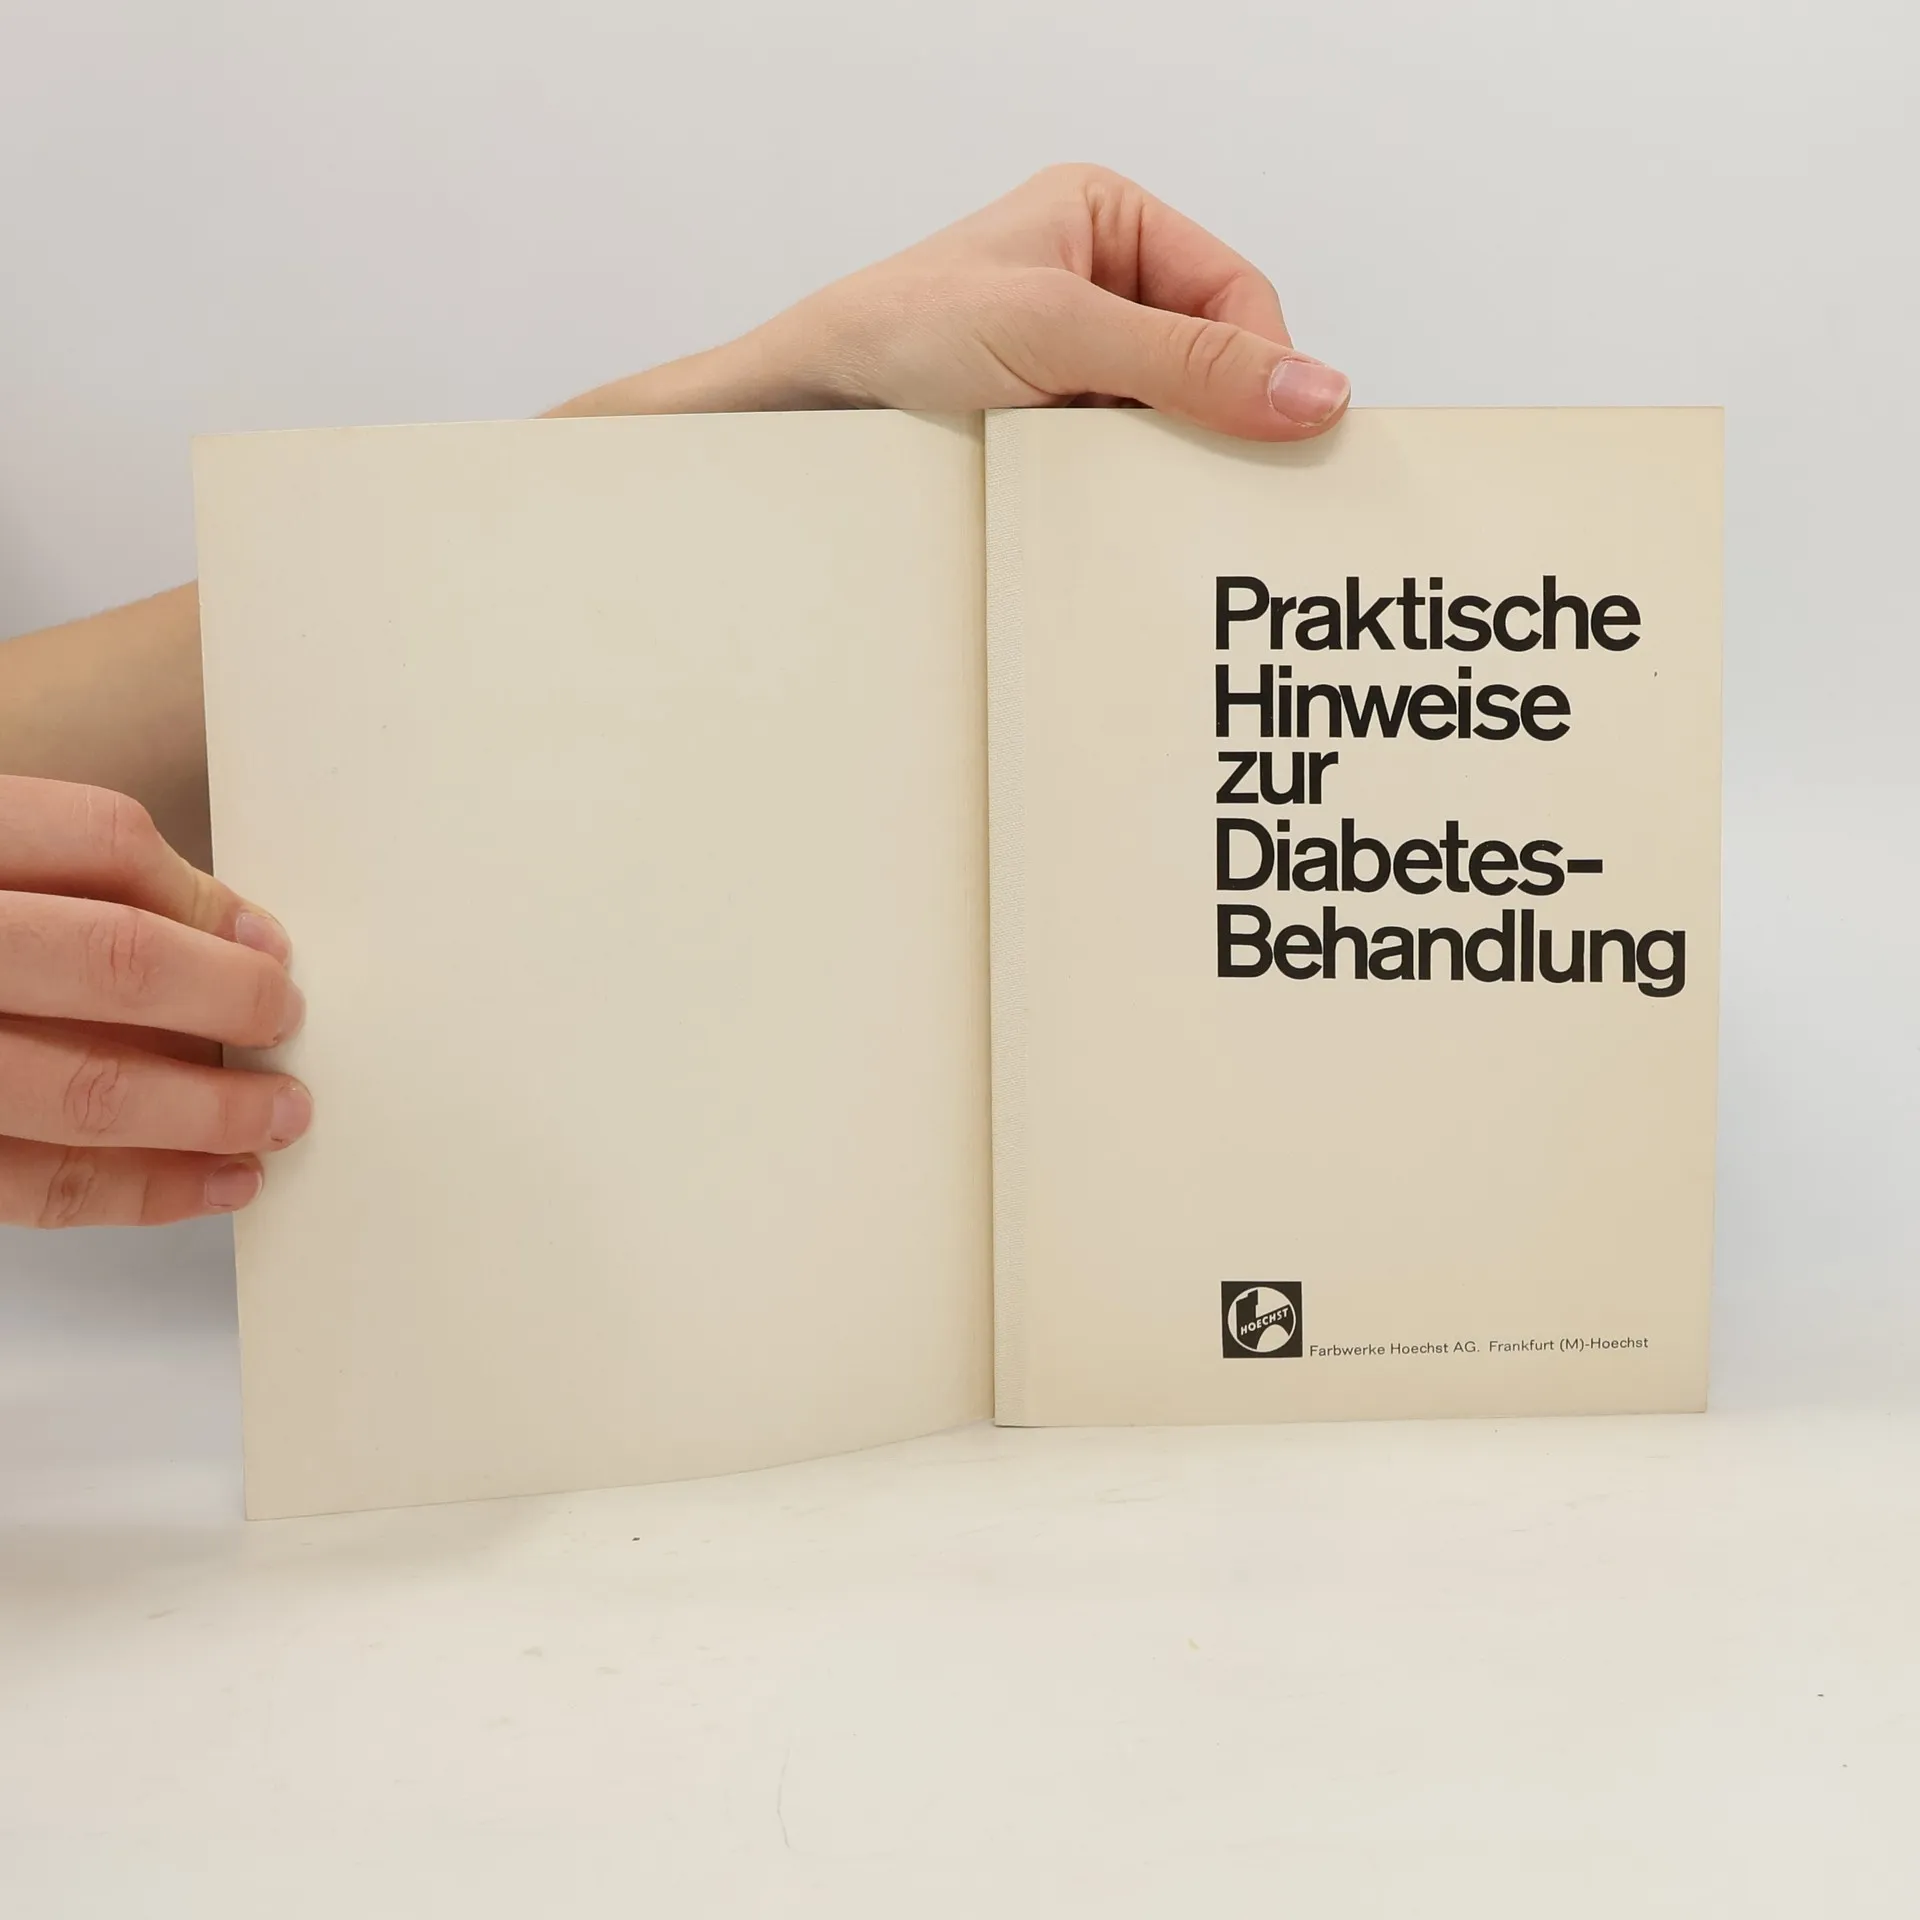 Praktische
Hinweise
zur
Diabetes-
Behandlung
HOECHST
Farbwerke Hoechst AG. Frankfurt (M)-Hoechst